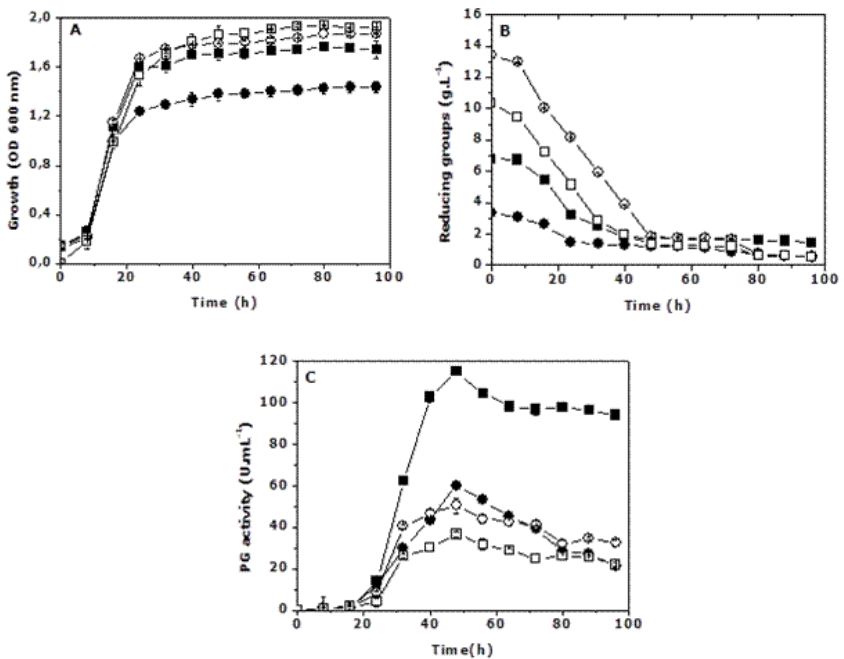 A
Growth (OD 600 nm)
2,0
1,6
1,2
0,8
0,4
0,0
0 20 40 60 80 100
Time (h)
B
Reducing groups (g.L⁻¹)
16
14
12
10
8
6
4
2
0
0 20 40 60 80 100
Time (h)
C
PG activity (U.mL⁻¹)
120
100
80
60
40
20
0
0 20 40 60 80 100
Time(h)